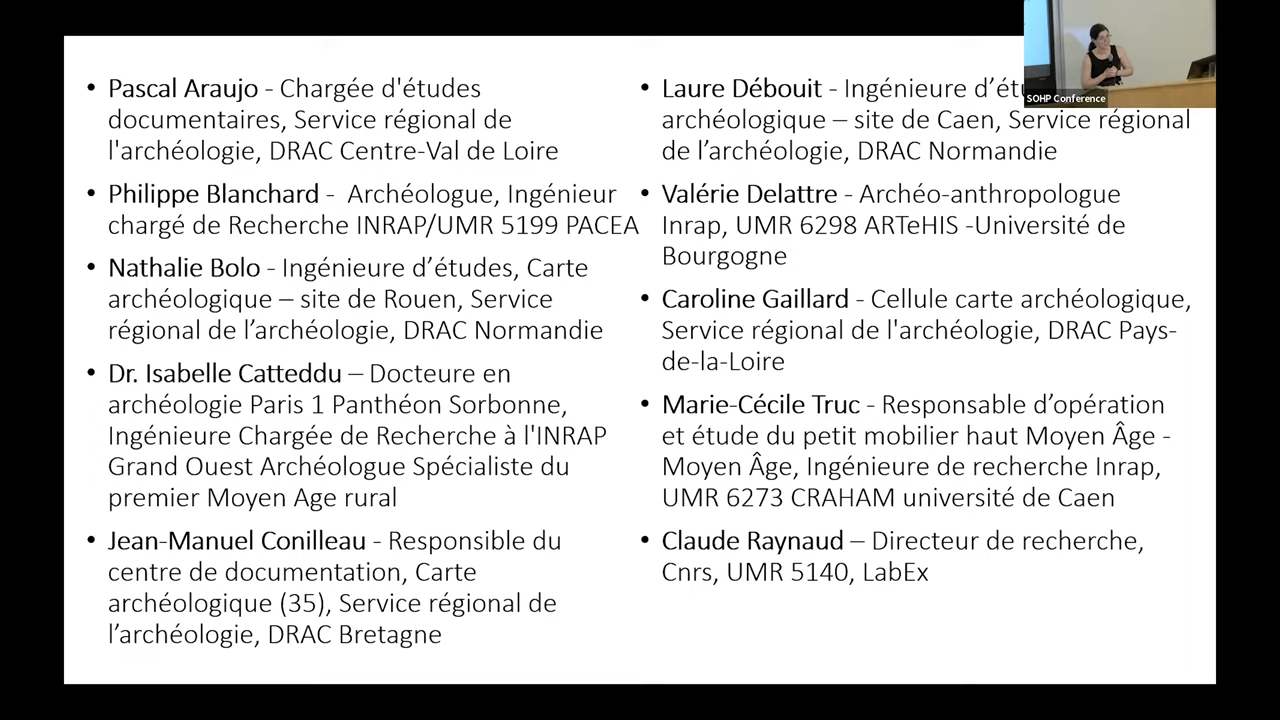 • Pascal Araujo - Chargée d'études
documentaires, Service régional de
l'archéologie, DRAC Centre-Val de Loire
• Philippe Blanchard - Archéologue, Ingénieur
chargé de Recherche INRAP/UMR 5199 PACEA
• Nathalie Bolo - Ingénieure d’études, Carte
archéologique – site de Rouen, Service
régional de l’archéologie, DRAC Normandie
• Dr. Isabelle Catteddu – Docteure en
archéologie Paris 1 Panthéon Sorbonne,
Ingénieure Chargée de Recherche à l'INRAP
Grand Ouest Archéologue Spécialiste du
premier Moyen Age rural
• Jean-Manuel Conilleau - Responsible du
centre de documentation, Carte
archéologique (35), Service régional de
l’archéologie, DRAC Bretagne
• Laure Débouit - Ingénieure
archéologique – site de Caen, Service régional
de l’archéologie, DRAC Normandie
• Valérie Delattre - Archéo-anthropologue
Inrap, UMR 6298 ARTeHIS -Université de
Bourgogne
• Caroline Gaillard - Cellule carte archéologique,
Service régional de l'archéologie, DRAC Pays-
de-la-Loire
• Marie-Cécile Truc - Responsable d’opération
et étude du petit mobilier haut Moyen Âge -
Moyen Âge, Ingénieure de recherche Inrap,
UMR 6273 CRAHAM université de Caen
• Claude Raynaud – Directeur de recherche,
Cnrs, UMR 5140, LabEx
SOHP Conference